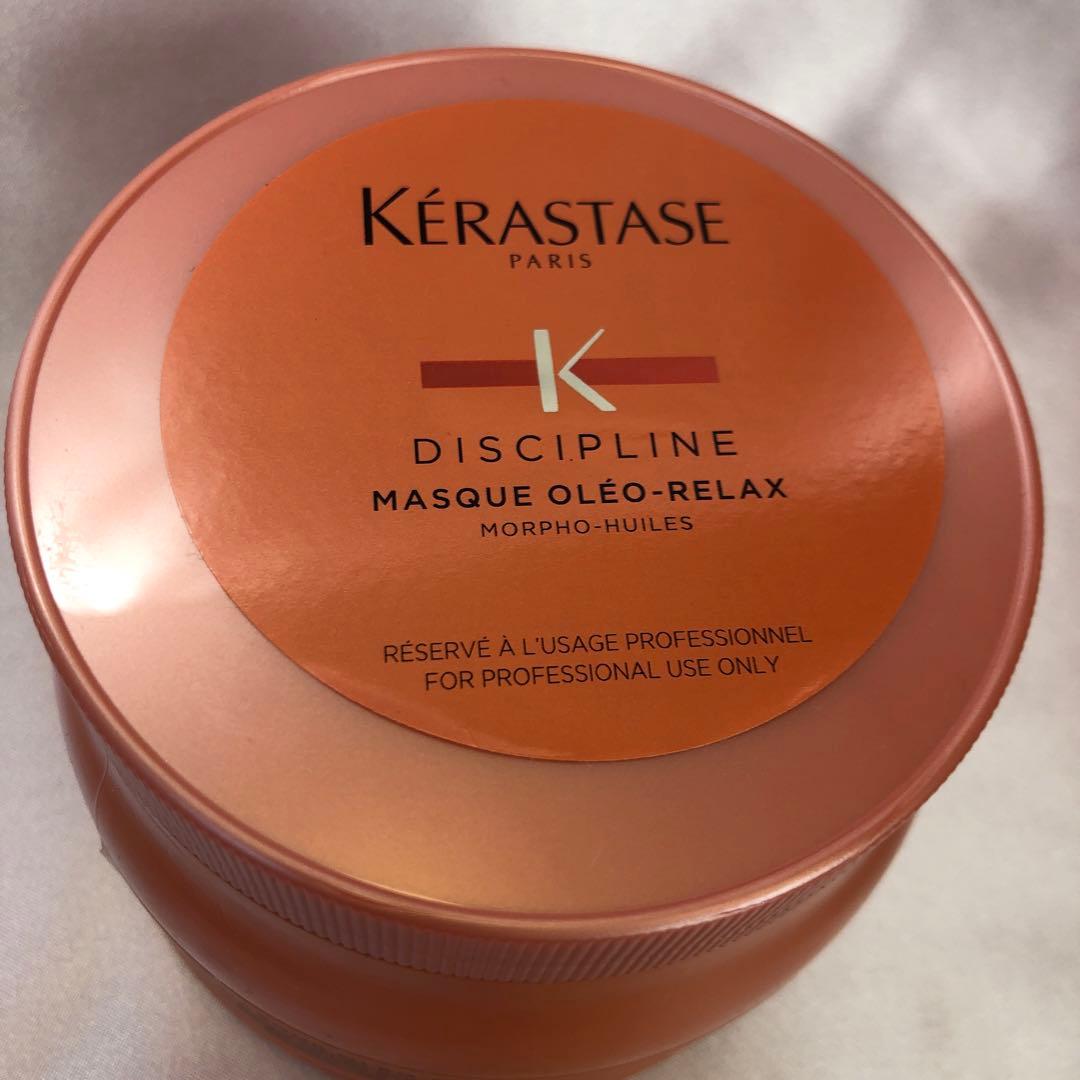 KÉRASTASE
PARIS
K
DISCIPLINE
MASQUE OLÉO-RELAX
MORPHO-HUILES
RÉSERVÉ À L'USAGE PROFESSIONNEL
FOR PROFESSIONAL USE ONLY